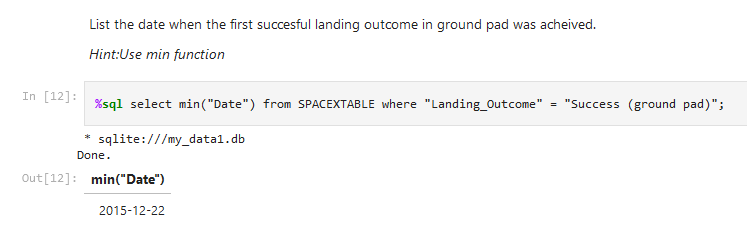 List the date when the first succesful landing outcome in ground pad was acheived.
Hint:Use min function
In [12]: %sql select min("Date") from SPACEXTABLE where "Landing_Outcome" = "Success (ground pad)";
* sqlite:///my_data1.db
Done.
Out[12]: min("Date")
2015-12-22